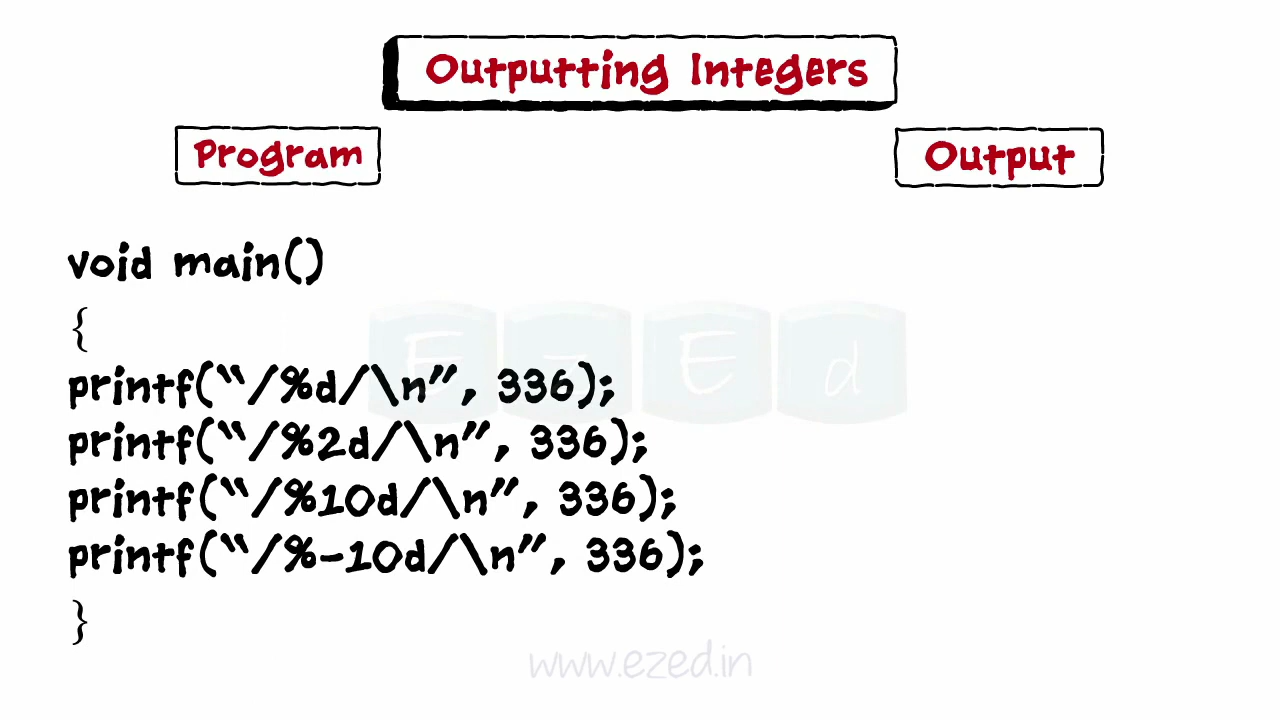 Outputting Integers
Program
Output
void main()
{
printf(“/%d/\n”, 336);
printf(“/%2d/\n”, 336);
printf(“/%10d/\n”, 336);
printf(“/%-10d/\n”, 336);
}
E - E d
www.ezed.in